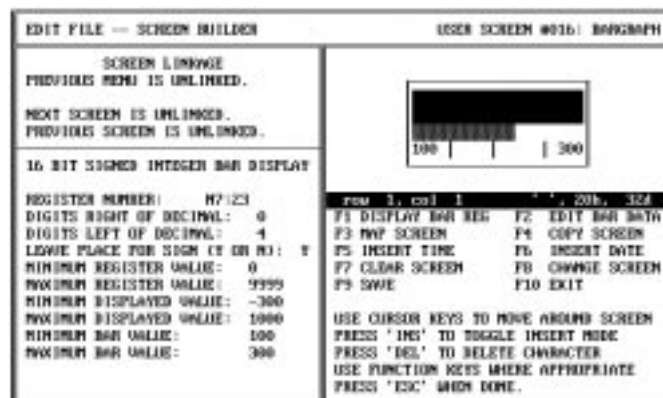 EDIT FILE -- SCREEN BUILDER
USER SCREEN #016: BARGRAPH
SCREEN LINKAGE
PREVIOUS MENU IS UNLINKED.
NEXT SCREEN IS UNLINKED.
PREVIOUS SCREEN IS UNLINKED.
16 BIT SIGNED INTEGER BAR DISPLAY
REGISTER NUMBER: N7:23
DIGITS RIGHT OF DECIMAL: 0
DIGITS LEFT OF DECIMAL: 4
LEAVE PLACE FOR SIGN (Y OR N): Y
MINIMUM REGISTER VALUE: 0
MAXIMUM REGISTER VALUE: 9999
MINIMUM DISPLAYED VALUE: -300
MAXIMUM DISPLAYED VALUE: 1000
MINIMUM BAR VALUE: 100
MAXIMUM BAR VALUE: 300
100 | | | 300
row 1, col 1 ' ', 20h, 32d
F1 DISPLAY BAR REG F2 EDIT BAR DATA
F3 MAP SCREEN F4 COPY SCREEN
F5 INSERT TIME F6 INSERT DATE
F7 CLEAR SCREEN F8 CHANGE SCREEN
F9 SAVE F10 EXIT
USE CURSOR KEYS TO MOVE AROUND SCREEN
PRESS 'INS' TO TOGGLE INSERT MODE
PRESS 'DEL' TO DELETE CHARACTER
USE FUNCTION KEYS WHERE APPROPRIATE
PRESS 'ESC' WHEN DONE.